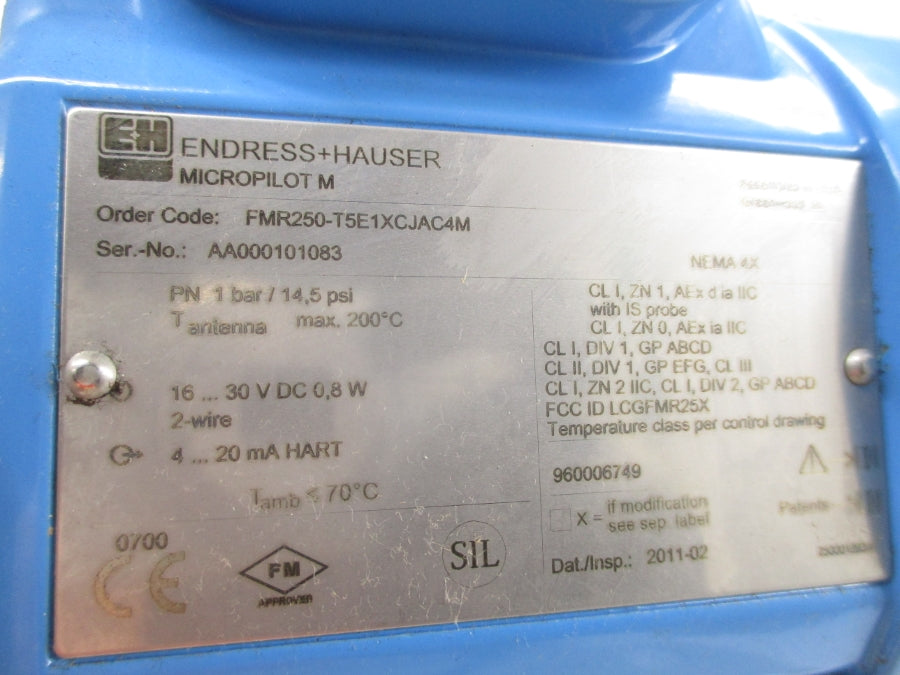 E+H
ENDRESS+HAUSER
MICROPILOT M
Order Code: FMR250-T5E1XCJAC4M
Ser.-No.: AA000101083
PN 1 bar / 14,5 psi
T antenna max. 200°C
16 ... 30 V DC 0,8 W
2-wire
4 ... 20 mA HART
Tamb ≤ 70°C
0700
CE
FM
APPROVED
SIL
NEMA 4X
CL I, ZN 1, AEx d ia IIC
with IS probe
CL I, ZN 0, AEx ia IIC
CL I, DIV 1, GP ABCD
CL II, DIV 1, GP EFG, CL III
CL I, ZN 2 IIC, CL I, DIV 2, GP ABCD
FCC ID LCGFMR25X
Temperature class per control drawing
960006749
X = if modification
see sep. label
Patents
Dat./Insp.: 2011-02